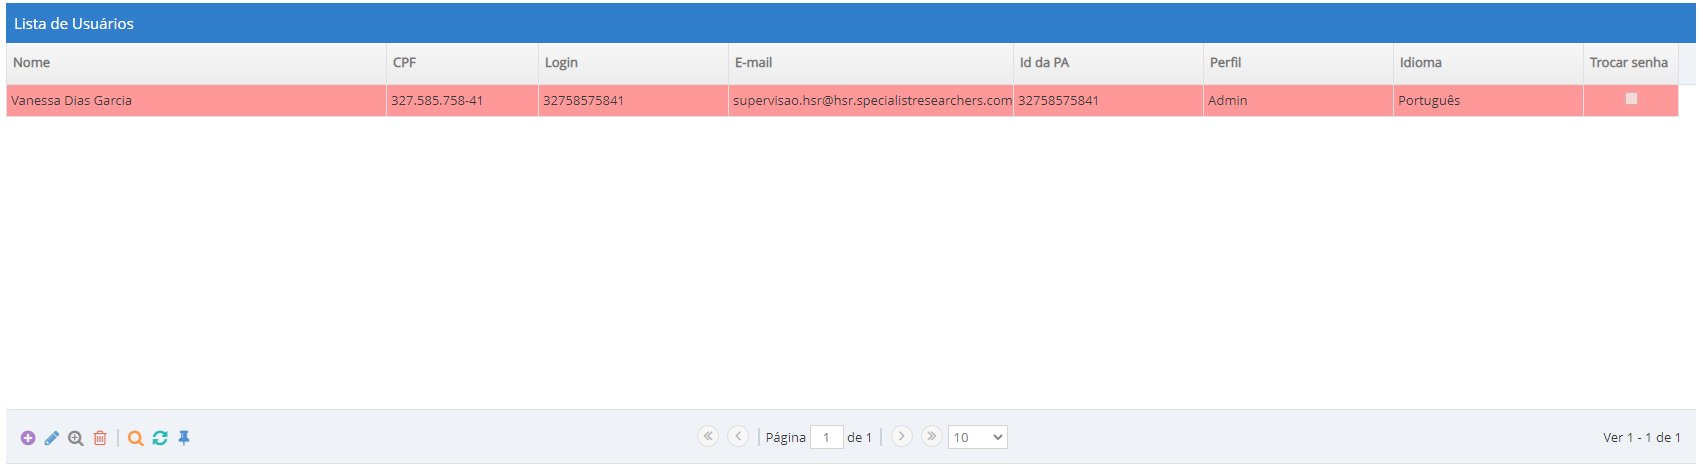 Lista de Usuários
Nome CPF Login E-mail Id da PA Perfil Idioma Trocar senha
Vanessa Dias Garcia 327.585.758-41 32758575841 supervisao.hsr@hsr.specialistresearchers.com 32758575841 Admin Português
Página 1 de 1 10 Ver 1 - 1 de 1